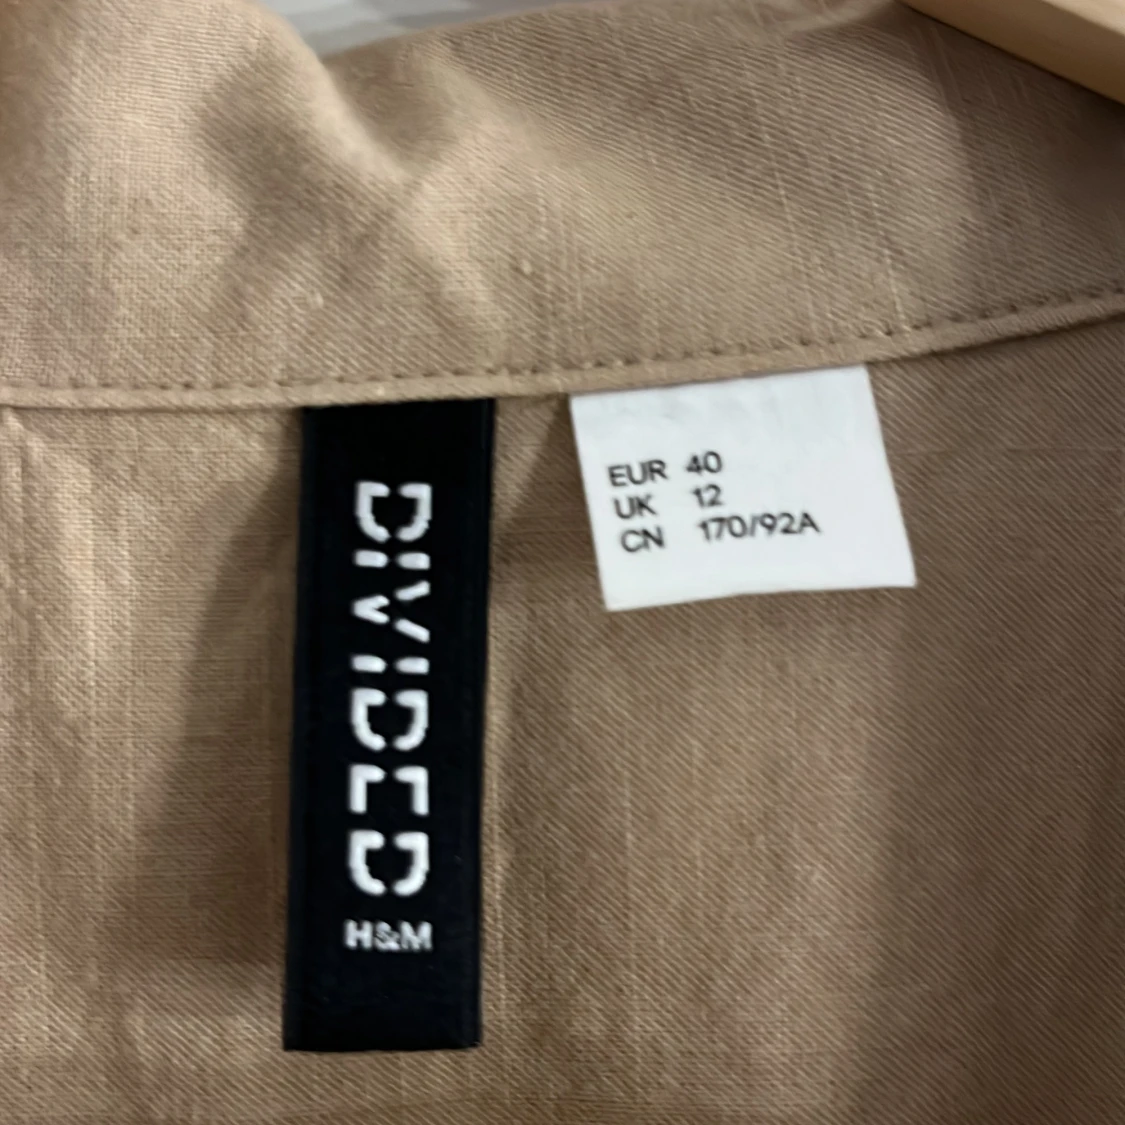 DIVIDED
H&M
EUR 40
UK 12
CN 170/92A